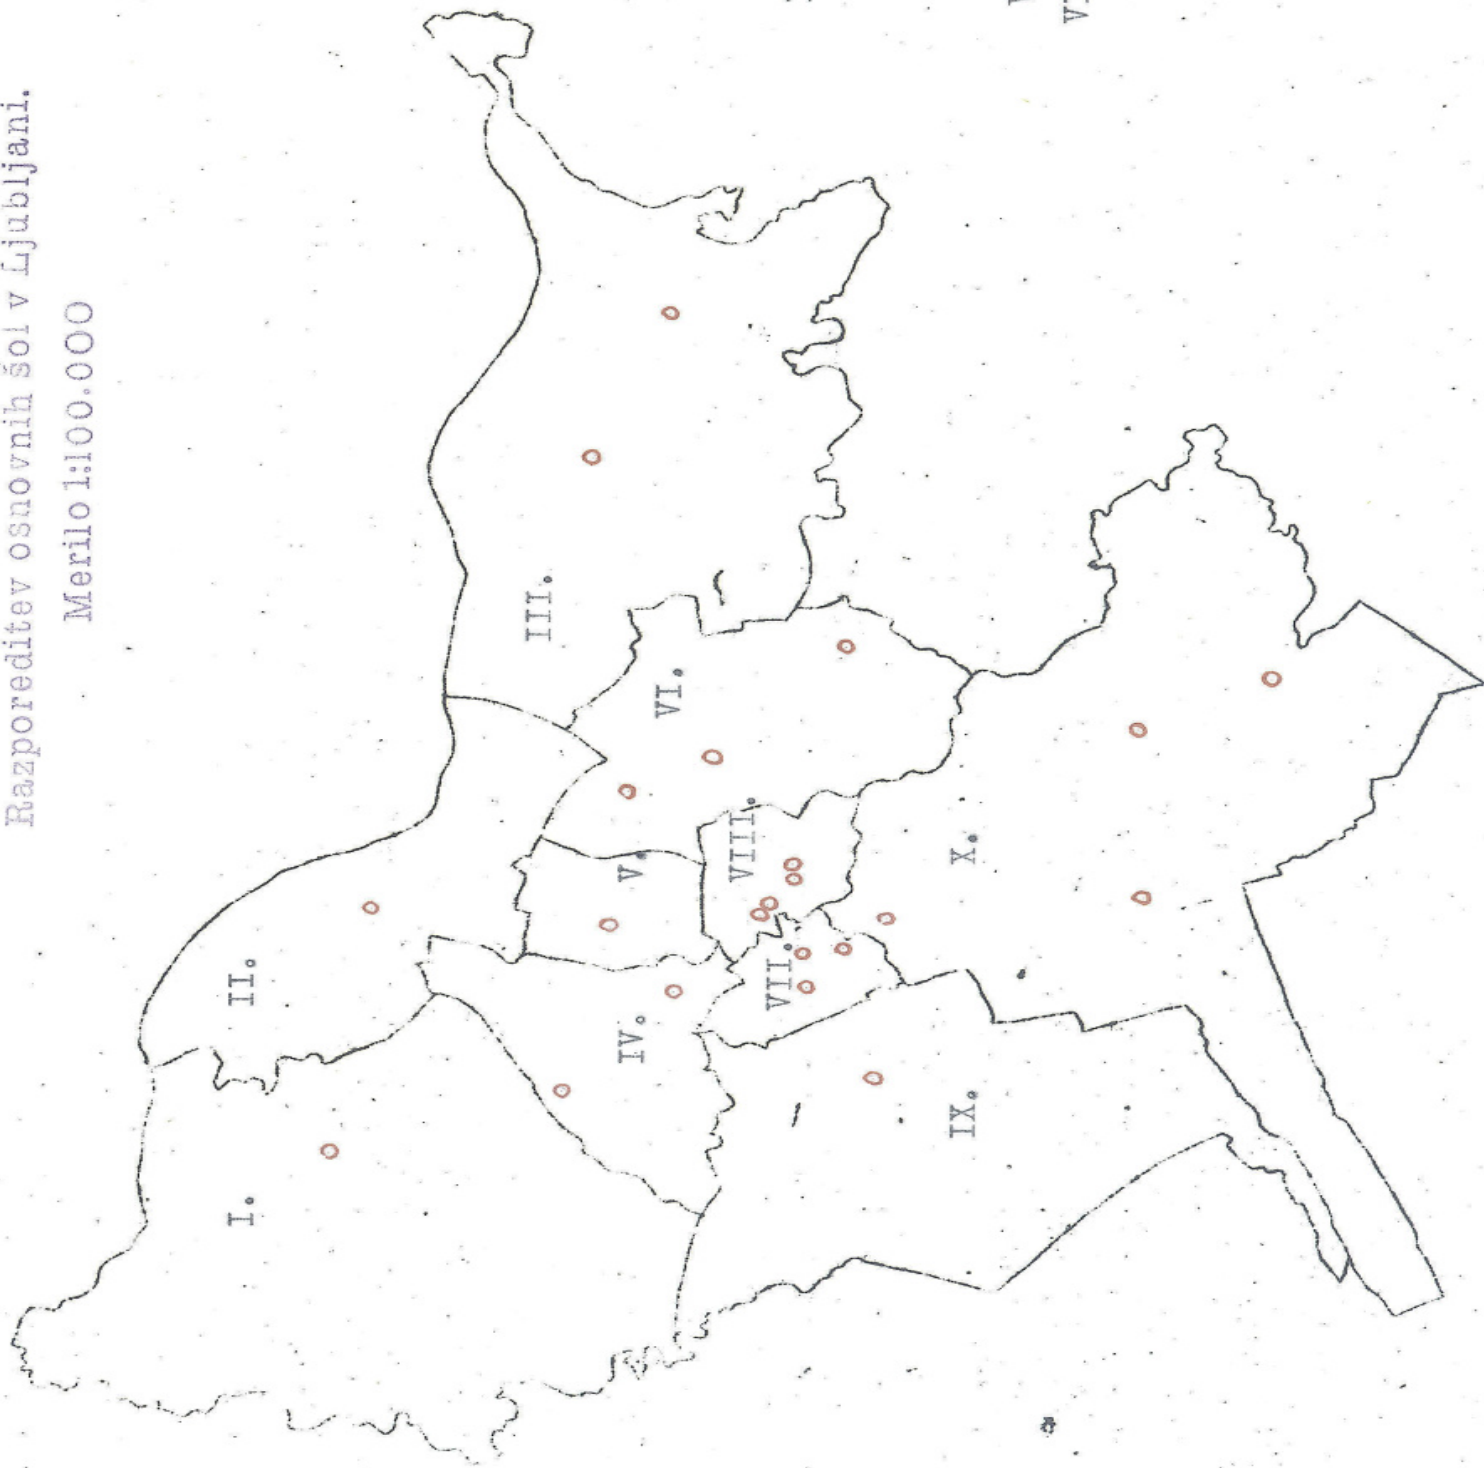 Razporeditev osnovnih šol v Ljubljani.
Merilo 1:100.000
I.
II.
III.
IV.
V.
VI.
VII.
VIII.
IX.
X.